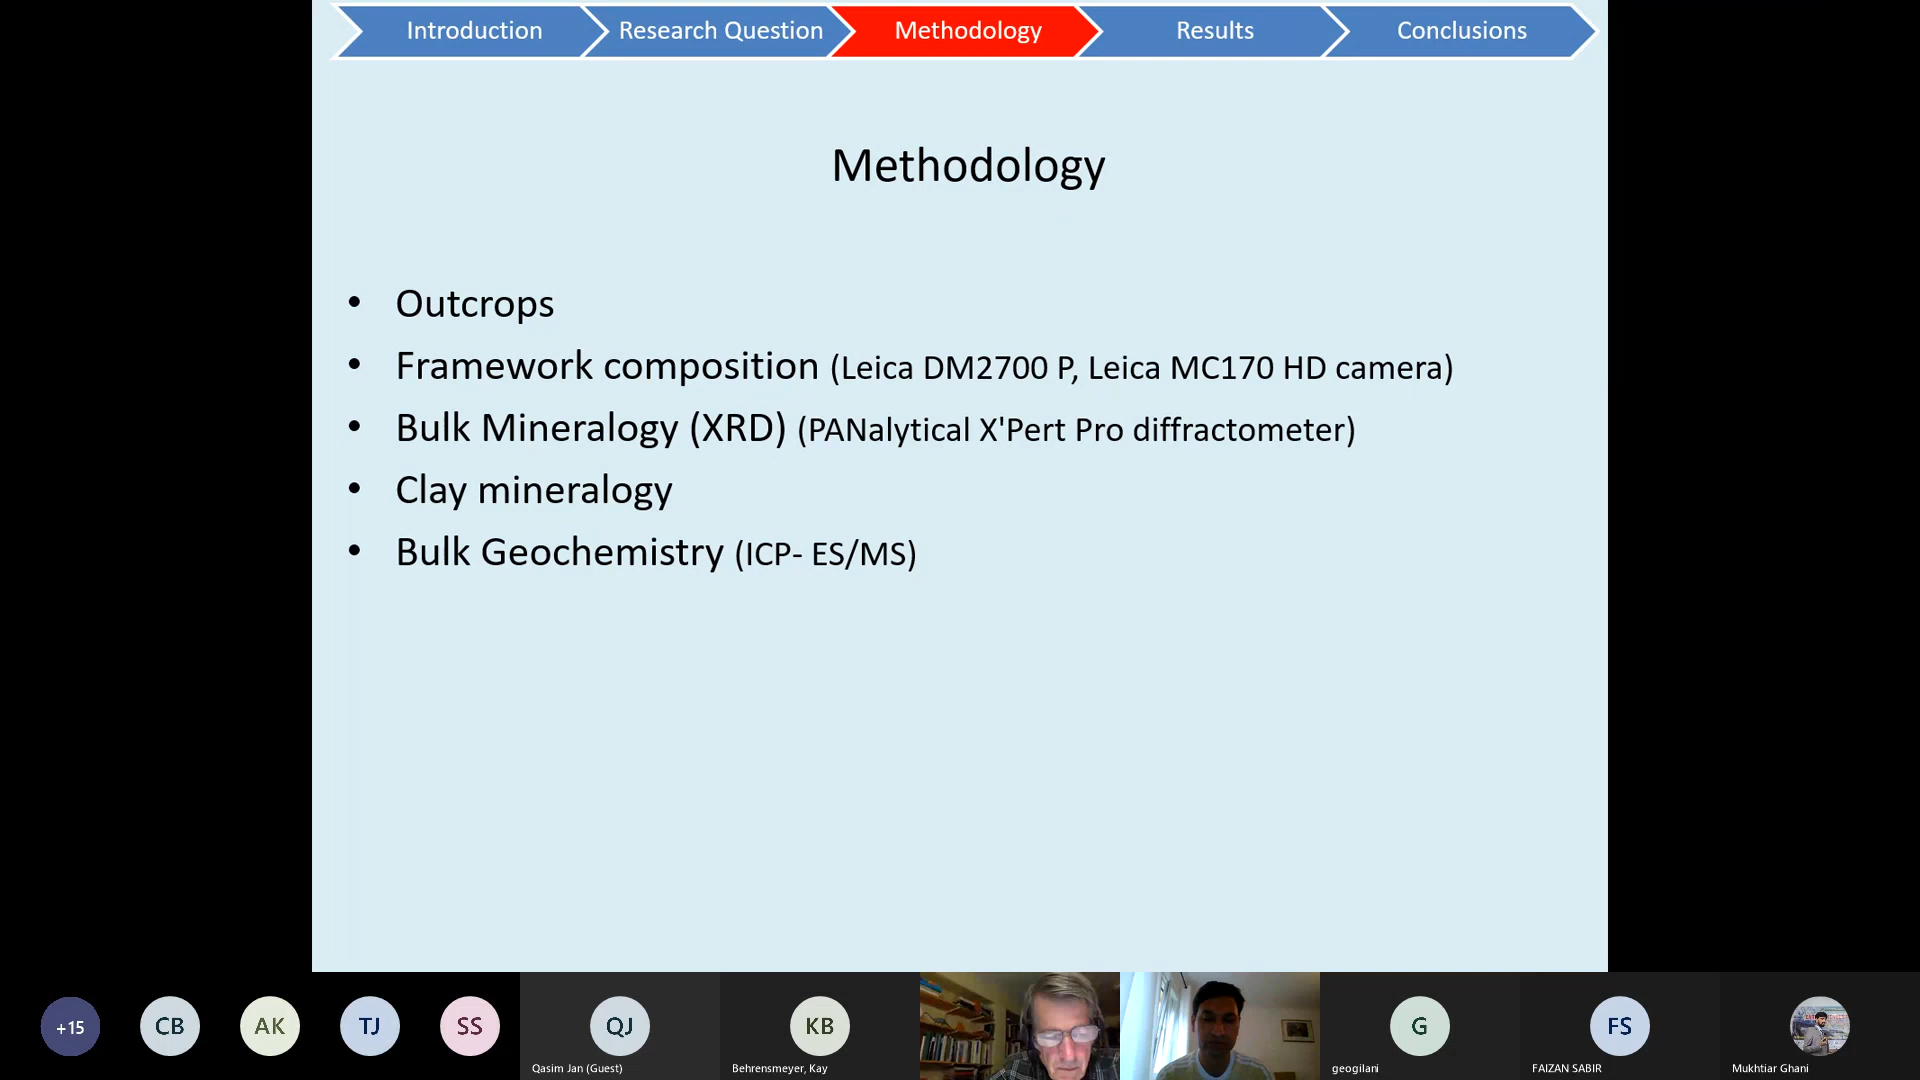 Introduction
Research Question
Methodology
Results
Conclusions
Methodology
• Outcrops
• Framework composition (Leica DM2700 P, Leica MC170 HD camera)
• Bulk Mineralogy (XRD) (PANalytical X'Pert Pro diffractometer)
• Clay mineralogy
• Bulk Geochemistry (ICP- ES/MS)
+15
CB
AK
TJ
SS
QJ
KB
G
FS
Qasim Jan (Guest)
Behrensmeyer, Kay
geogilani
FAIZAN SABIR
Mukhtiar Ghani